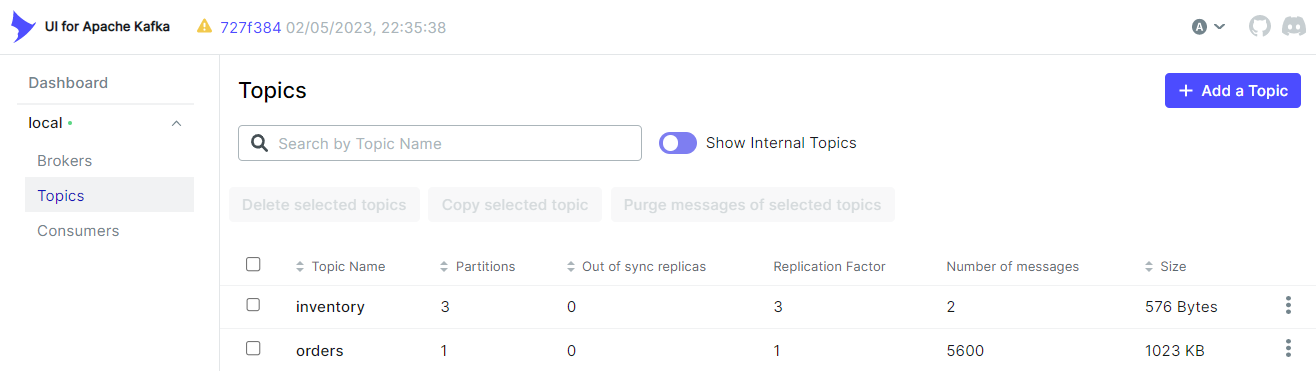 UI for Apache Kafka 727f384 02/05/2023, 22:35:38 A
Dashboard
local
Brokers
Topics
Consumers
Topics
Add a Topic
Search by Topic Name
Show Internal Topics
Delete selected topics Copy selected topic Purge messages of selected topics
Topic Name Partitions Out of sync replicas Replication Factor Number of messages Size
inventory 3 0 3 2 576 Bytes
orders 1 0 1 5600 1023 KB